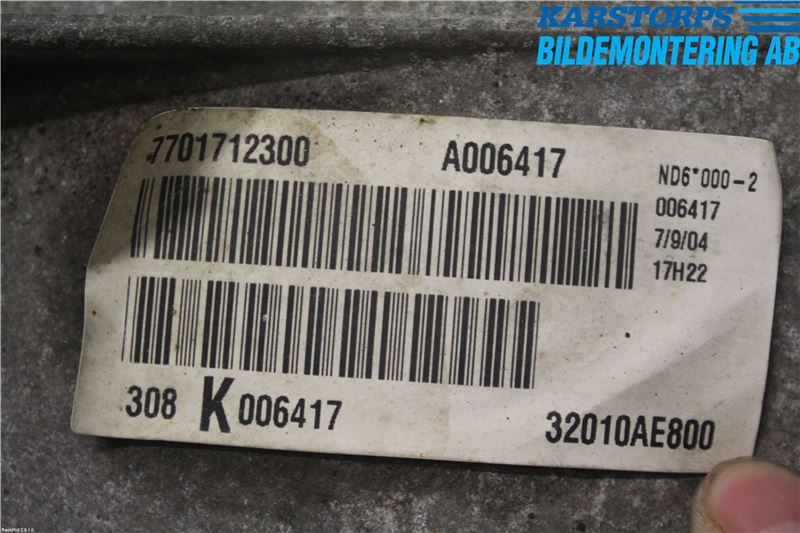 KARSTORPS
BILDEMONTERING AB
7701712300 A006417 ND6*000-2
006417
7/9/04
17H22
308 K 006417 32010AE800